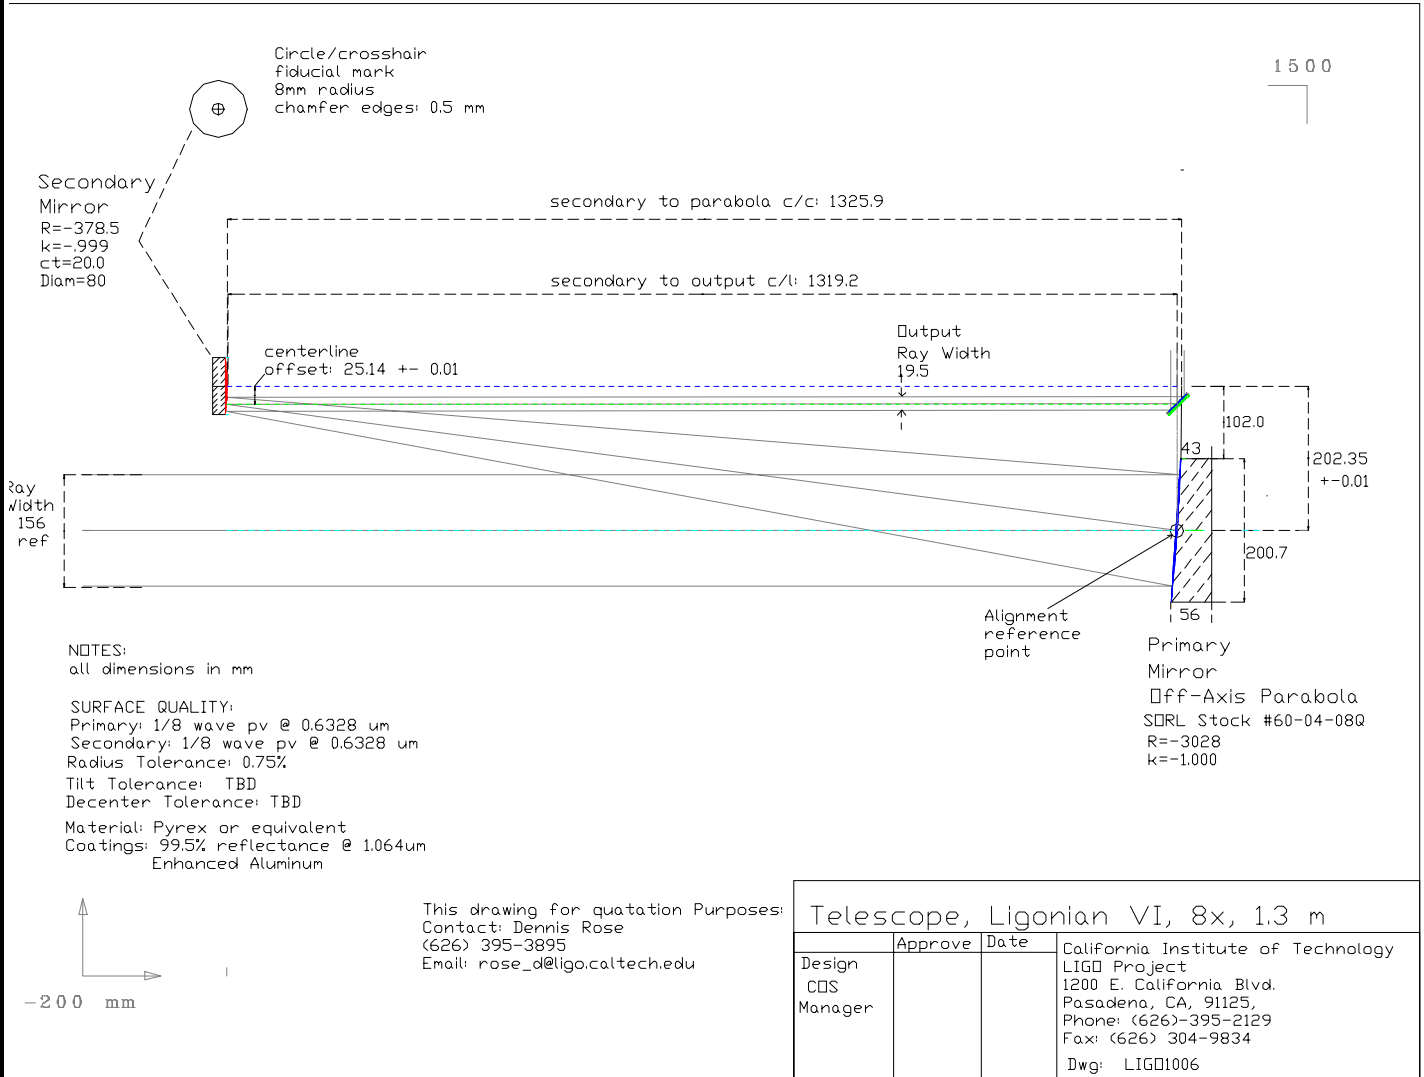 Circle/crosshair
fiducial mark
8mm radius
chamfer edges: 0.5 mm
1500
Secondary
Mirror
R=-378.5
k=-.999
ct=20.0
Diam=80
secondary to parabola c/c: 1325.9
secondary to output c/l: 1319.2
centerline
offset: 25.14 +- 0.01
Output
Ray Width
19.5
102.0
43
202.35
+-0.01
Ray
Width
156
ref
200.7
56
Alignment
reference
point
Primary
Mirror
Off-Axis Parabola
SORL Stock #60-04-08Q
R=-3028
k=-1.000
NOTES:
all dimensions in mm
SURFACE QUALITY:
Primary: 1/8 wave pv @ 0.6328 um
Secondary: 1/8 wave pv @ 0.6328 um
Radius Tolerance: 0.75%
Tilt Tolerance: TBD
Decenter Tolerance: TBD
Material: Pyrex or equivalent
Coatings: 99.5% reflectance @ 1.064um
Enhanced Aluminum
-200 mm
This drawing for quatation Purposes:
Contact: Dennis Rose
(626) 395-3895
Email: rose_d@ligo.caltech.edu
Telescope, Ligonian VI, 8x, 1.3 m
Approve Date
Design
COS
Manager
California Institute of Technology
LIGO Project
1200 E. California Blvd.
Pasadena, CA, 91125,
Phone: (626)-395-2129
Fax: (626) 304-9834
Dwg: LIGO1006